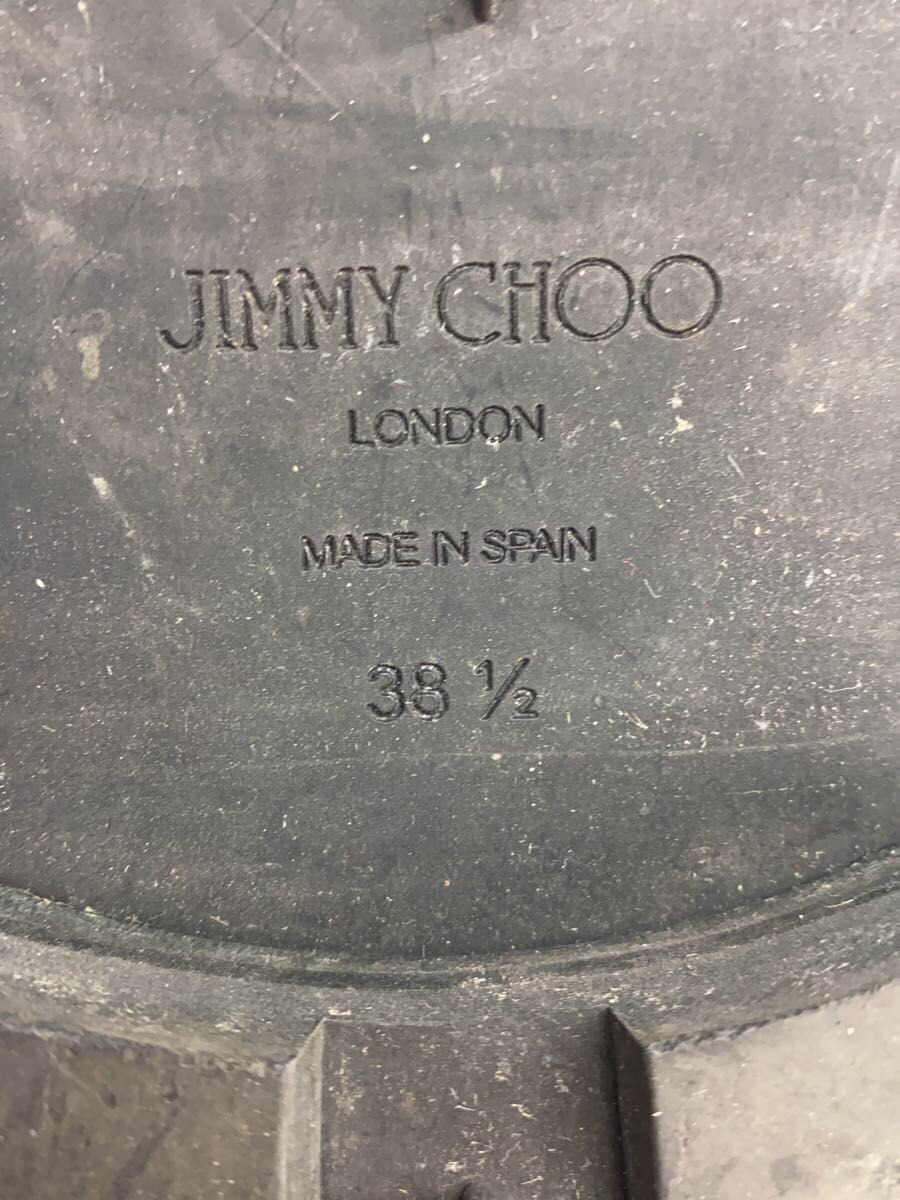 JIMMY CHOO
LONDON
MADE IN SPAIN
38 ½